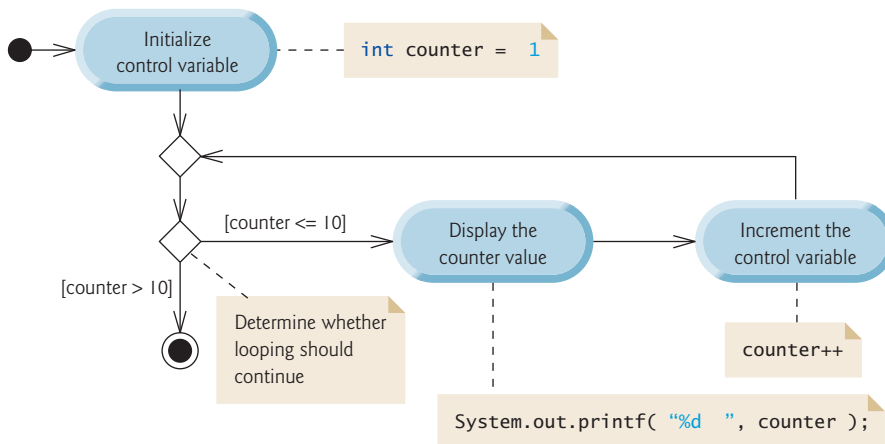 Initialize
control variable
int counter =  1
[counter <= 10]
Display the
counter value
Increment the
control variable
[counter > 10]
Determine whether
looping should
continue
counter++
System.out.printf( “%d  ”, counter );